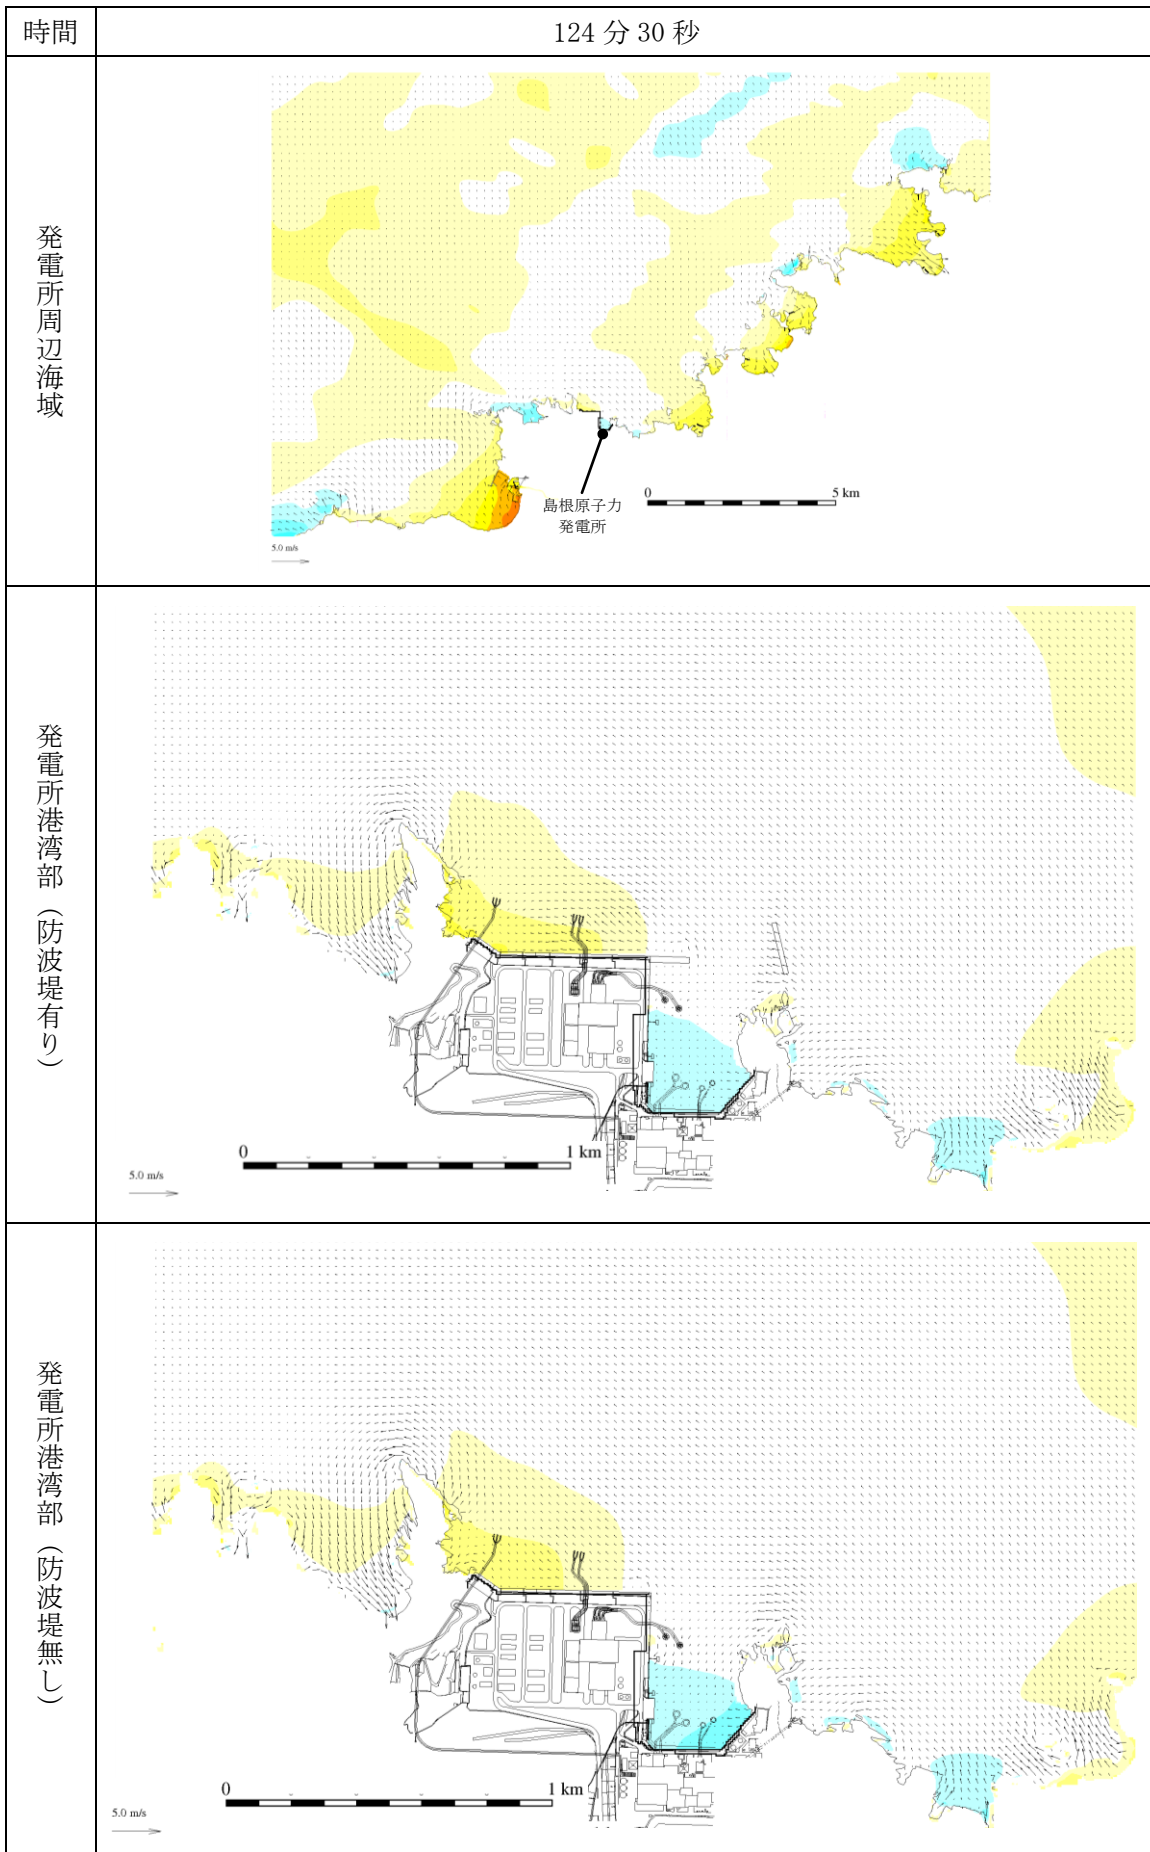 時間
124 分 30 秒
発電所周辺海域
島根原子力
発電所
0 5 km
5.0 m/s
発電所港湾部（防波堤有り）
0 1 km
5.0 m/s
発電所港湾部（防波堤無し）
0 1 km
5.0 m/s